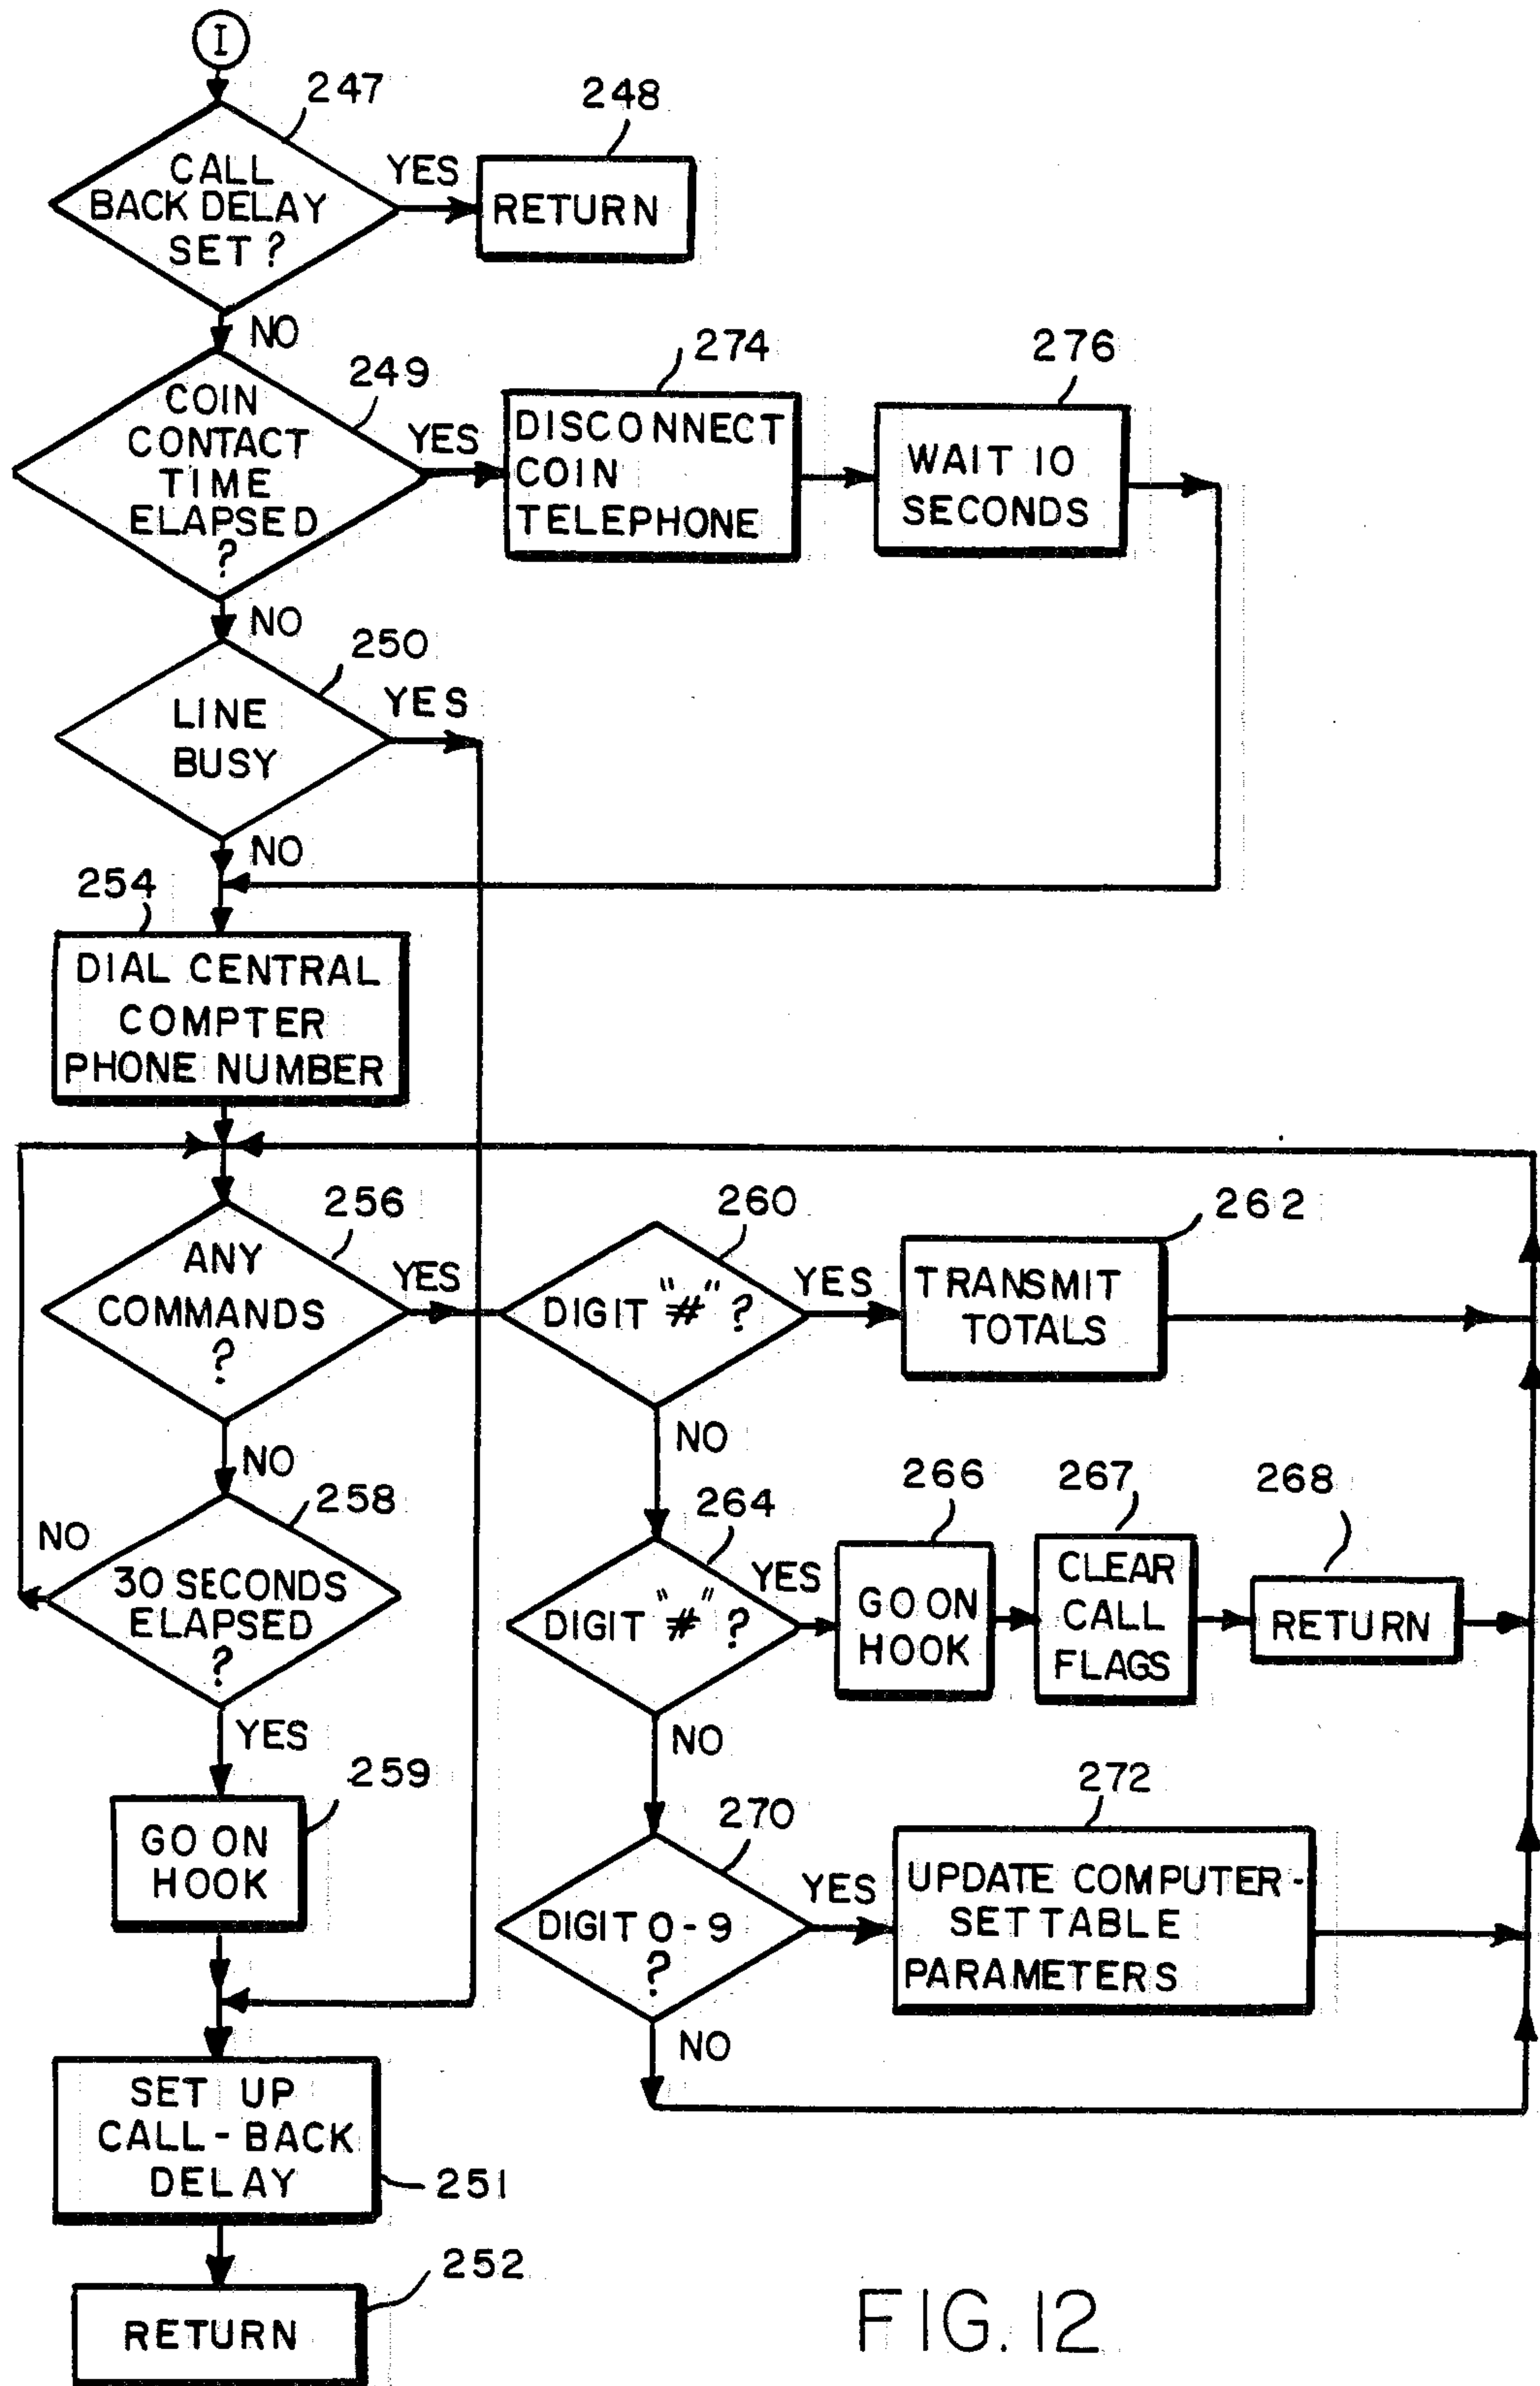 I
247
248
CALL
BACK DELAY
SET ?
YES
RETURN
NO
249
274
276
COIN
CONTACT
TIME
ELAPSED
?
YES
DISCONNECT
COIN
TELEPHONE
WAIT 10
SECONDS
NO
250
LINE
BUSY
YES
NO
254
DIAL CENTRAL
COMPTER
PHONE NUMBER
256
ANY
COMMANDS
?
YES
260
DIGIT "#" ?
YES
262
TRANSMIT
TOTALS
NO
NO
258
NO
30 SECONDS
ELAPSED
?
264
DIGIT "#" ?
YES
266
GO ON
HOOK
267
CLEAR
CALL
FLAGS
268
RETURN
YES
NO
259
GO ON
HOOK
270
DIGIT 0-9
?
YES
272
UPDATE COMPUTER-
SETTABLE
PARAMETERS
NO
SET UP
CALL-BACK
DELAY
251
252
RETURN
FIG. 12